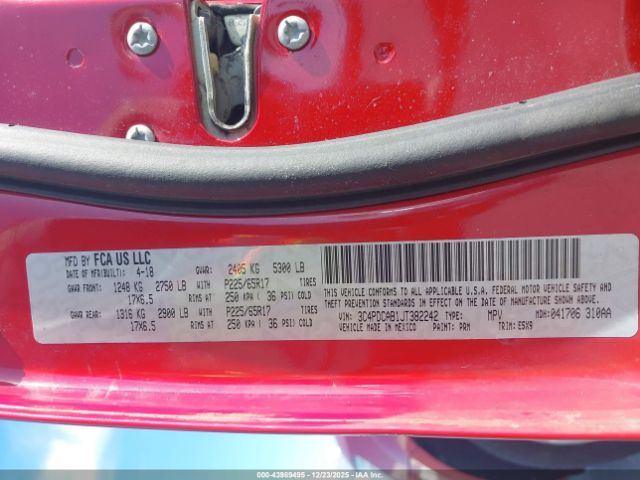 MFD BY FCA US LLC
DATE OF MFR(BUILT): 4-18 GVWR: 2405 KG 5300 LB
GAWR FRONT: 1248 KG 2750 LB WITH P225/65R17 TIRES
17X6.5 RIMS AT 250 KPA ( 36 PSI) COLD
GAWR REAR: 1316 KG 2900 LB WITH P225/65R17 TIRES
17X6.5 RIMS AT 250 KPA ( 36 PSI) COLD
THIS VEHICLE CONFORMS TO ALL APPLICABLE U.S.A. FEDERAL MOTOR VEHICLE SAFETY, BUMPER AND
THEFT PREVENTION STANDARDS IN EFFECT ON THE DATE OF MANUFACTURE SHOWN ABOVE.
VIN: 3C4PDCAB1JT382242 TYPE: MPV MDH: 041706 310AA
VEHICLE MADE IN MEXICO PAINT: PRM TRIM: E5X9
000-43869495 - 12/23/2025 - IAAI.COM